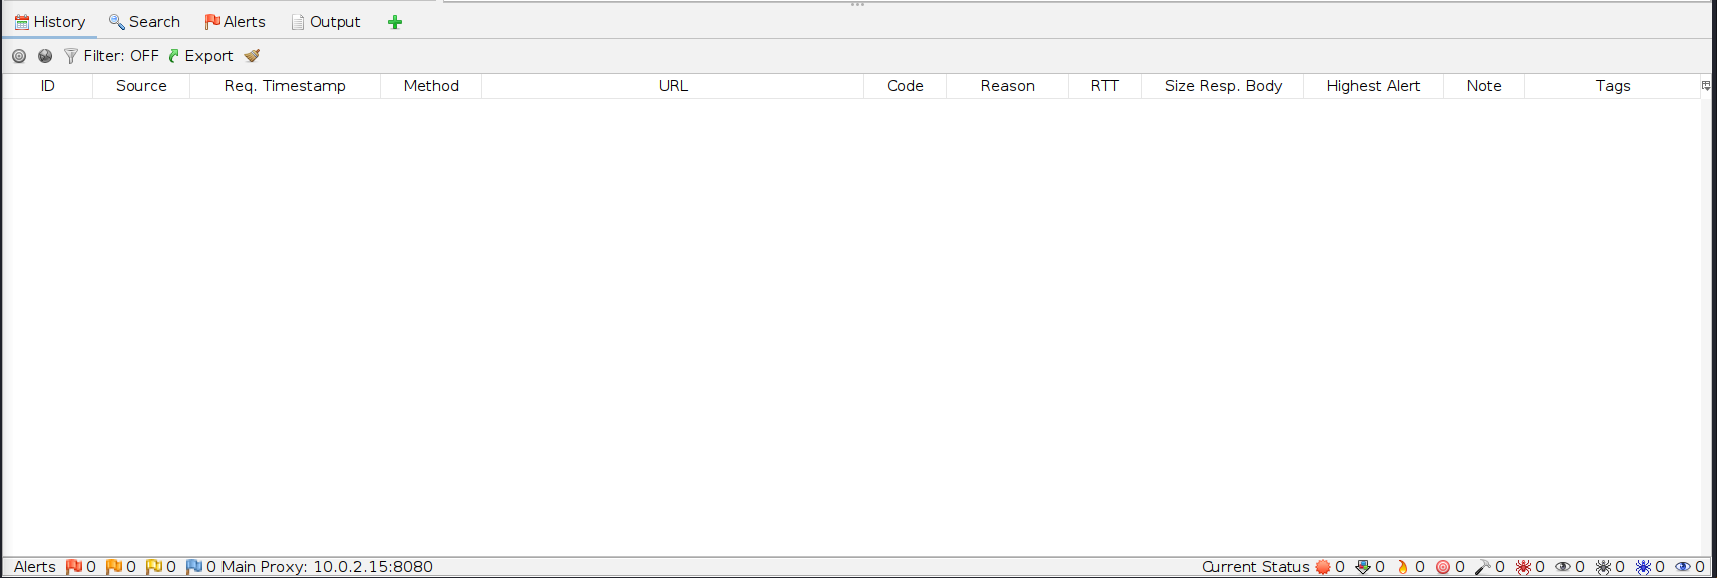 History Search Alerts Output
Filter: OFF Export
ID Source Req. Timestamp Method URL Code Reason RTT Size Resp. Body Highest Alert Note Tags
Alerts 0 0 0 0 Main Proxy: 10.0.2.15:8080 Current Status 0 0 0 0 0 0 0 0 0 0